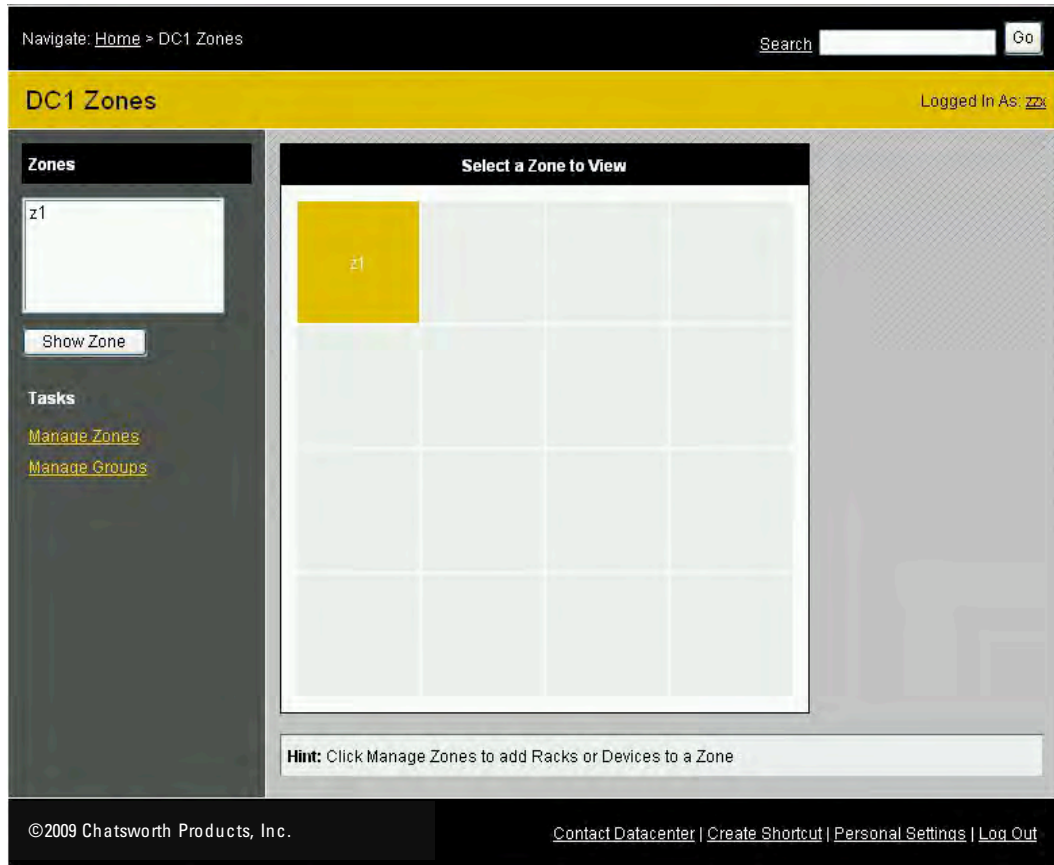 Navigate: Home > DC1 Zones
Search
Go
DC1 Zones
Logged In As: zzx
Zones
z1
Show Zone
Tasks
Manage Zones
Manage Groups
Select a Zone to View
z1
Hint: Click Manage Zones to add Racks or Devices to a Zone
©2009 Chatsworth Products, Inc.
Contact Datacenter | Create Shortcut | Personal Settings | Log Out